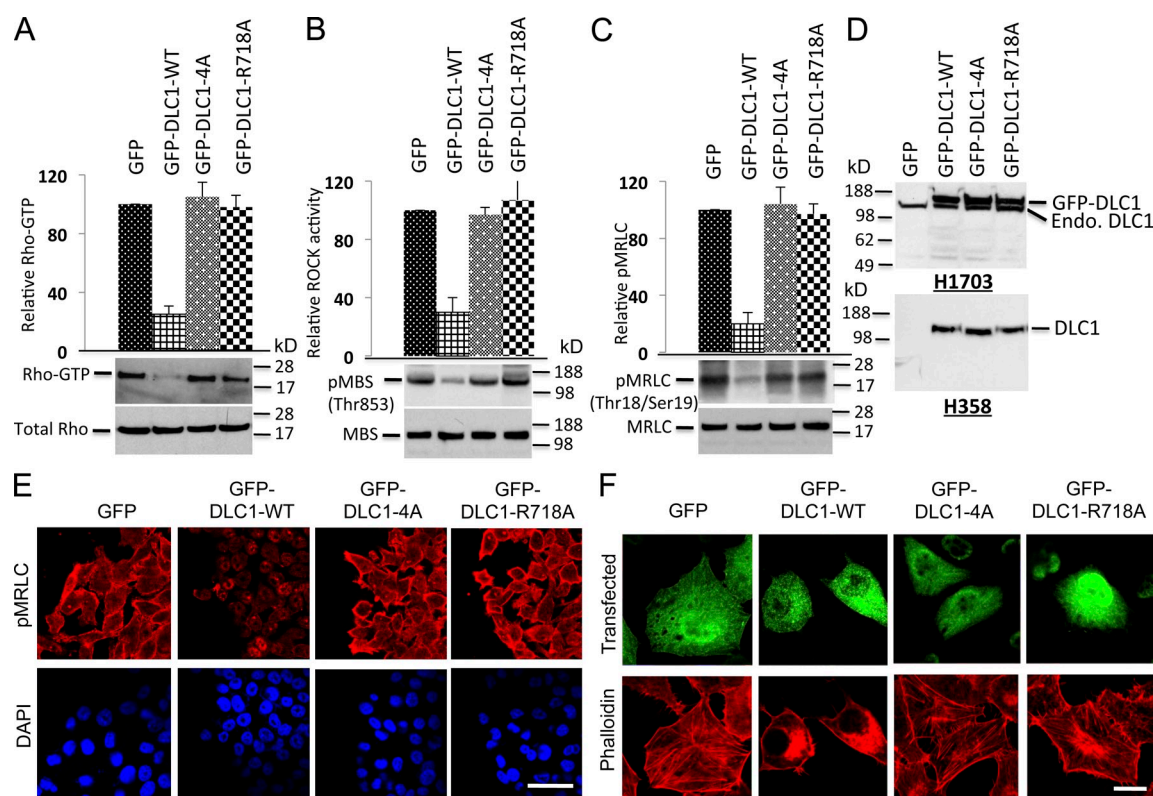 A
GFP
GFP-DLC1-WT
GFP-DLC1-4A
GFP-DLC1-R718A
Relative Rho-GTP
120
80
40
0
kD
Rho-GTP
28
17
Total Rho
28
17
B
GFP
GFP-DLC1-WT
GFP-DLC1-4A
GFP-DLC1-R718A
Relative ROCK activity
120
80
40
0
kD
pMBS
(Thr853)
188
98
MBS
188
98
C
GFP
GFP-DLC1-WT
GFP-DLC1-4A
GFP-DLC1-R718A
Relative pMRLC
120
80
40
0
kD
pMRLC
(Thr18/Ser19)
28
17
MRLC
28
17
D
GFP
GFP-DLC1-WT
GFP-DLC1-4A
GFP-DLC1-R718A
kD
188
98
62
49
GFP-DLC1
Endo. DLC1
H1703
kD
188
98
DLC1
H358
E
GFP
GFP-
DLC1-WT
GFP-
DLC1-4A
GFP-
DLC1-R718A
pMRLC
DAPI
F
GFP
GFP-
DLC1-WT
GFP-
DLC1-4A
GFP-
DLC1-R718A
Transfected
Phalloidin